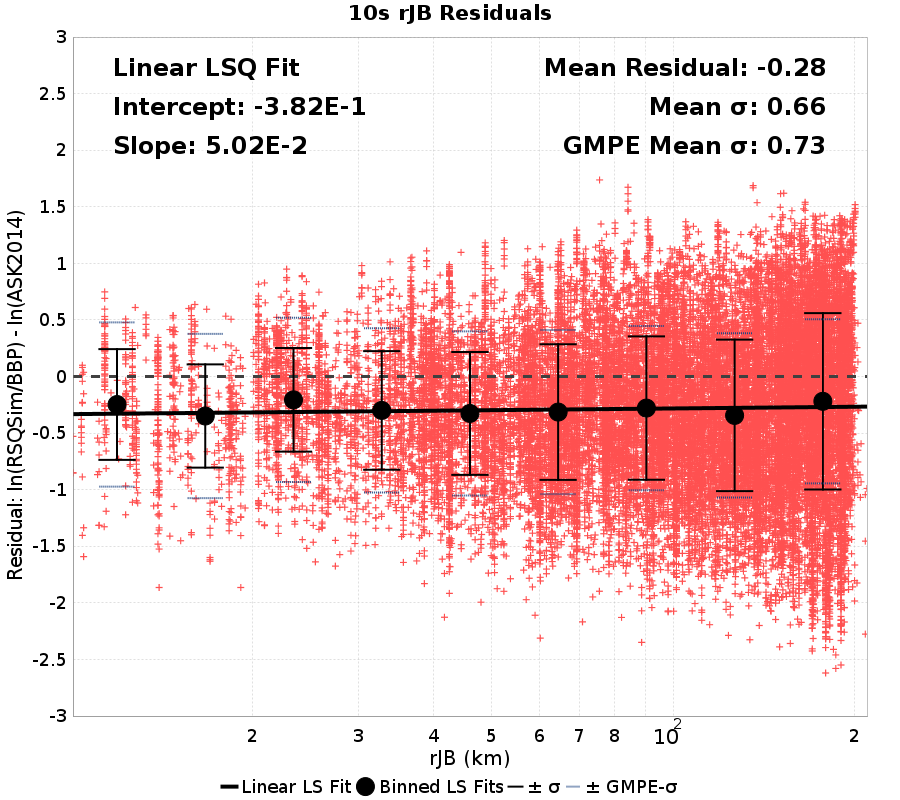 10s rJB Residuals
Linear LSQ Fit
Intercept: -3.82E-1
Slope: 5.02E-2
Mean Residual: -0.28
Mean σ: 0.66
GMPE Mean σ: 0.73
Residual: ln(RSQSim/BBP) - ln(ASK2014)
3
2.5
2
1.5
1
0.5
0
-0.5
-1
-1.5
-2
-2.5
-3
2 3 4 5 6 7 8 10² 2
rJB (km)
Linear LS Fit Binned LS Fits ± σ ± GMPE-σ